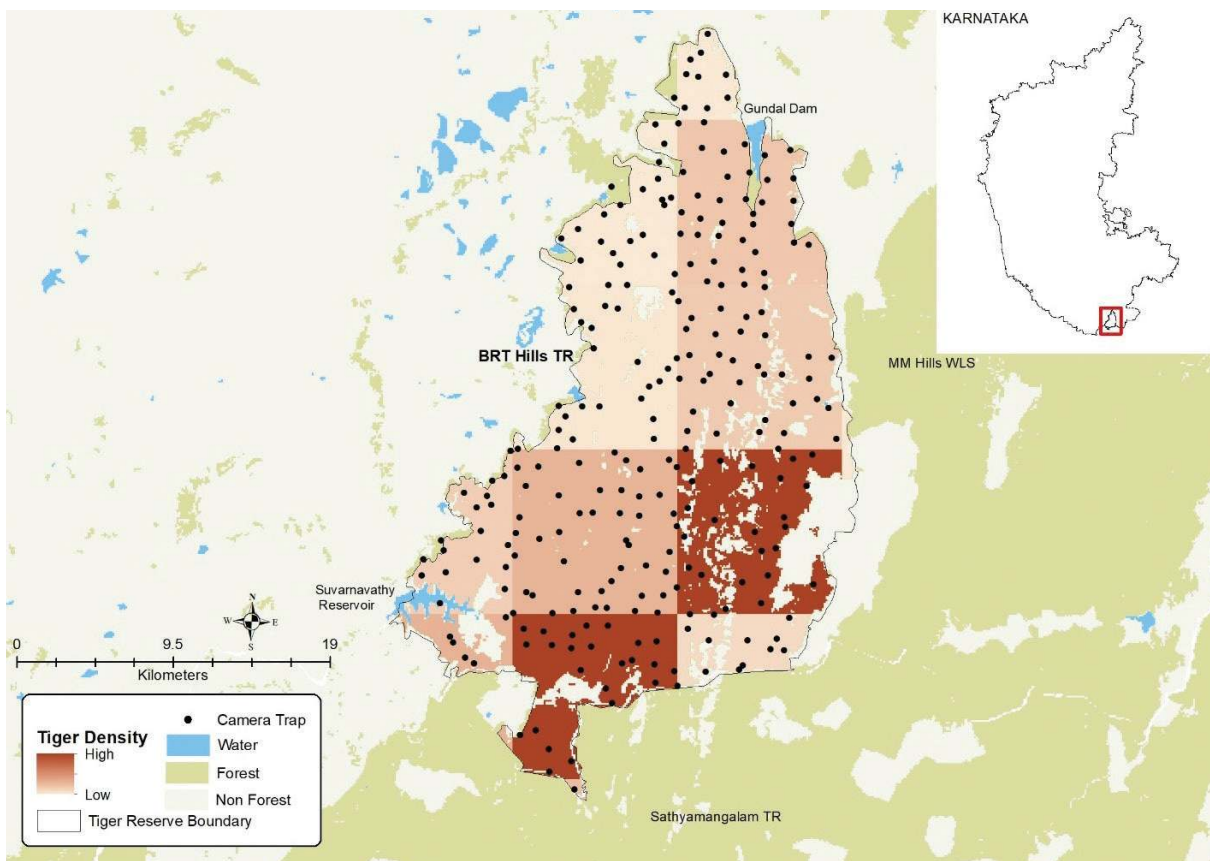 KARNATAKA
Gundal Dam
BRT Hills TR
MM Hills WLS
Suvarnavathy
Reservoir
N
W E
S
0 9.5 19
Kilometers
Tiger Density
High
Low
Tiger Reserve Boundary
Camera Trap
Water
Forest
Non Forest
Sathyamangalam TR